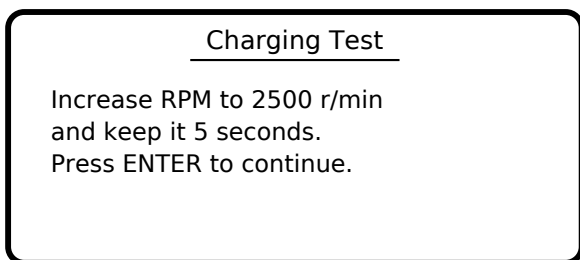 Charging Test
Increase RPM to 2500 r/min
and keep it 5 seconds.
Press ENTER to continue.